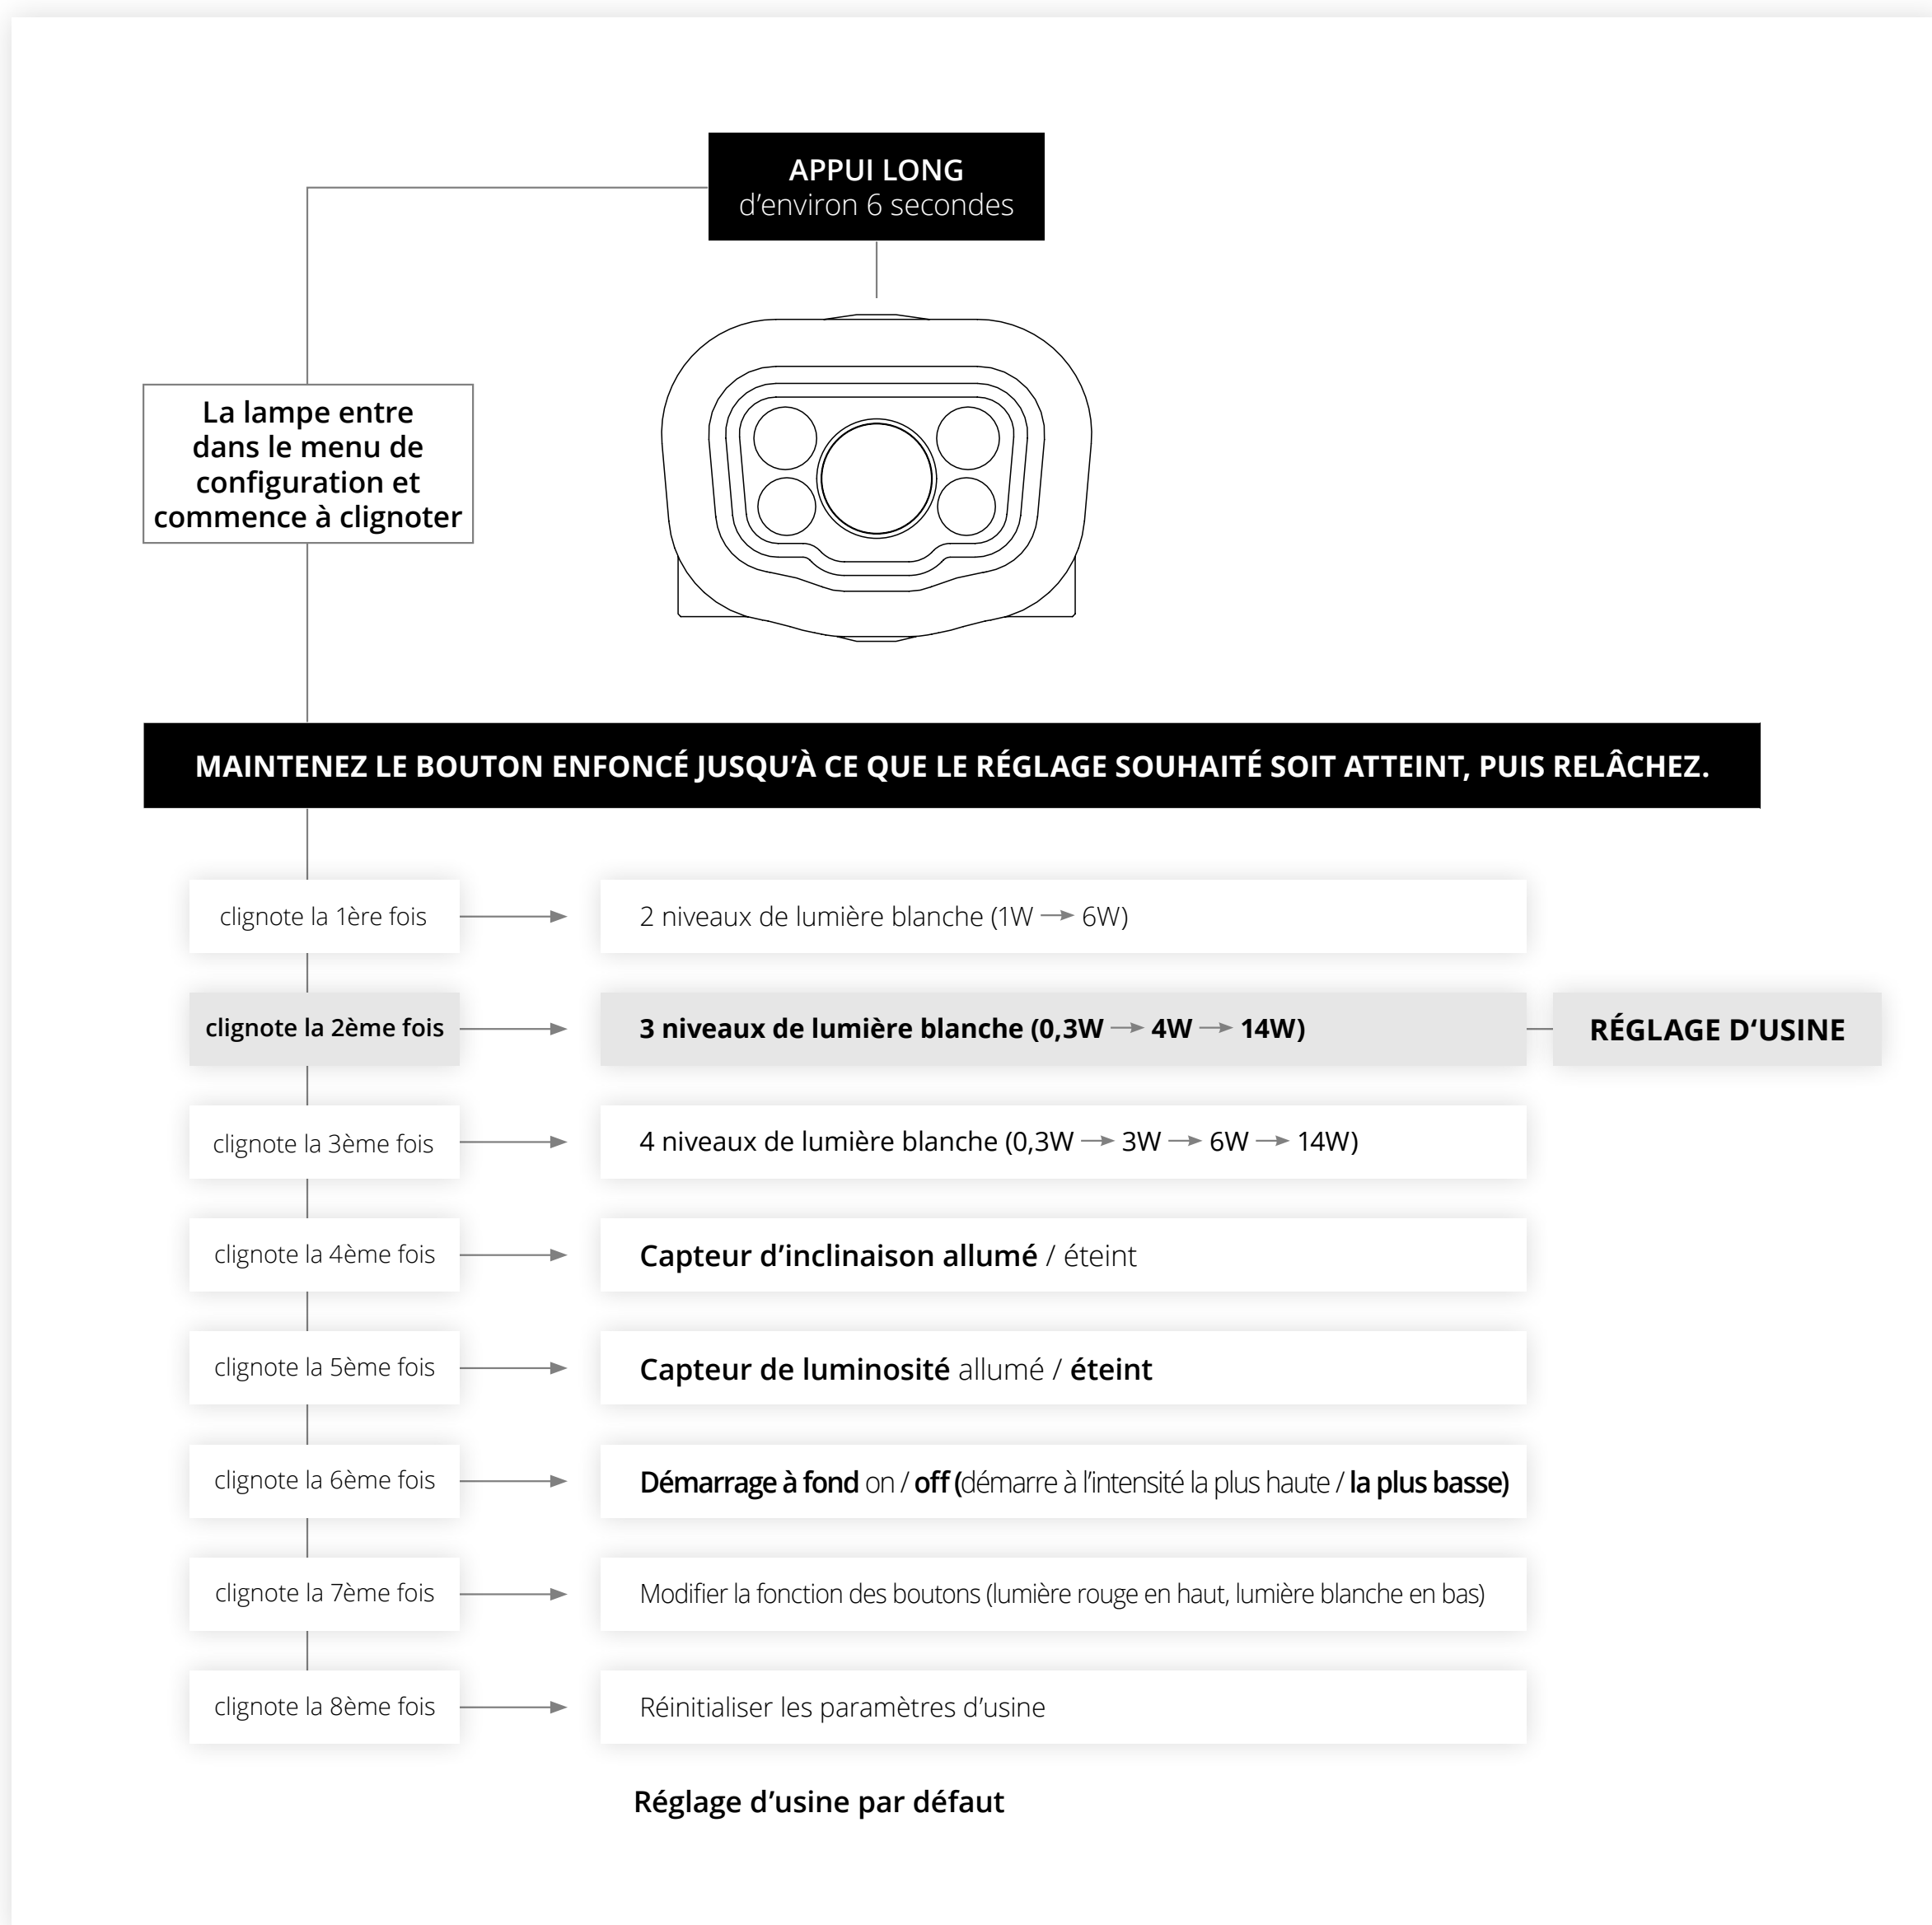 APPUI LONG
d’environ 6 secondes
La lampe entre
dans le menu de
configuration et
commence à clignoter
MAINTENEZ LE BOUTON ENFONCÉ JUSQU’À CE QUE LE RÉGLAGE SOUHAITÉ SOIT ATTEINT, PUIS RELÂCHEZ.
clignote la 1ère fois
2 niveaux de lumière blanche (1W → 6W)
clignote la 2ème fois
3 niveaux de lumière blanche (0,3W → 4W → 14W)
RÉGLAGE D‘USINE
clignote la 3ème fois
4 niveaux de lumière blanche (0,3W → 3W → 6W → 14W)
clignote la 4ème fois
Capteur d’inclinaison allumé / éteint
clignote la 5ème fois
Capteur de luminosité allumé / éteint
clignote la 6ème fois
Démarrage à fond on / off (démarre à l’intensité la plus haute / la plus basse)
clignote la 7ème fois
Modifier la fonction des boutons (lumière rouge en haut, lumière blanche en bas)
clignote la 8ème fois
Réinitialiser les paramètres d’usine
Réglage d’usine par défaut